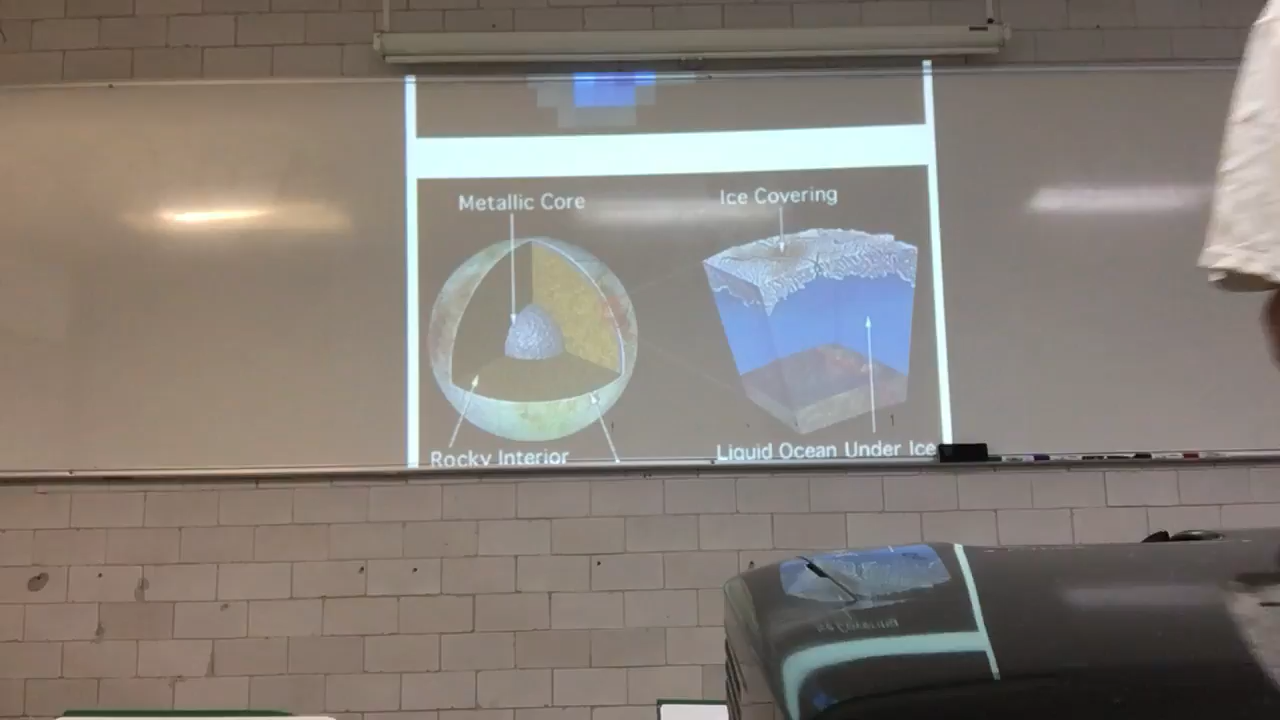 Metallic Core
Ice Covering
Rocky Interior
Liquid Ocean Under Ice